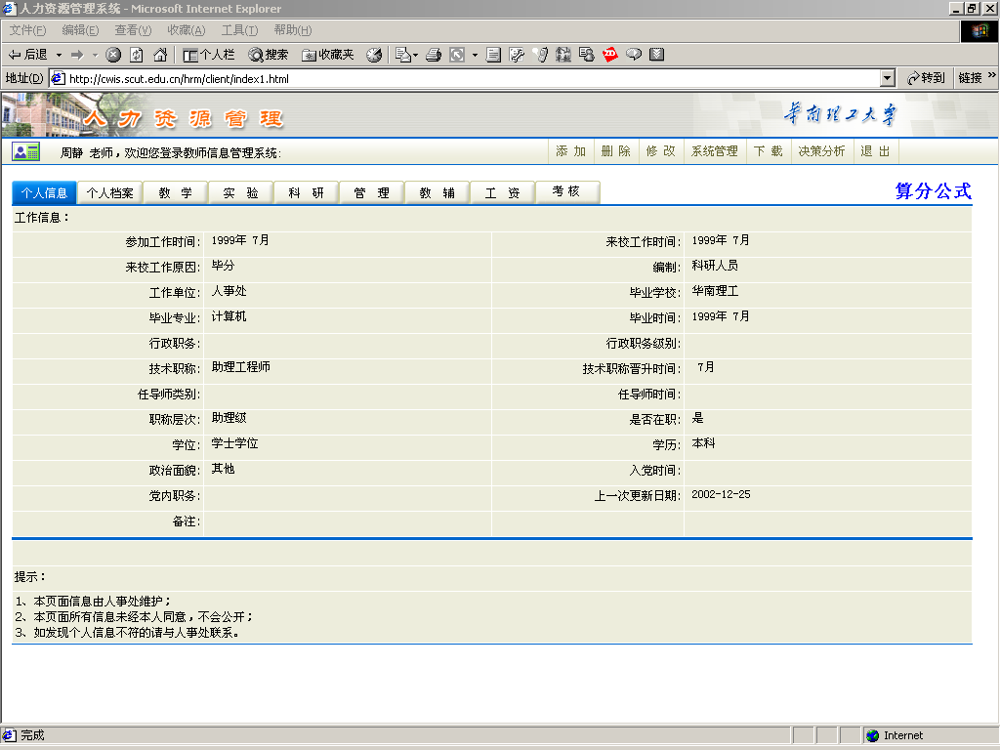 人力资源管理系统 - Microsoft Internet Explorer
文件(F) 编辑(E) 查看(V) 收藏(A) 工具(T) 帮助(H)
后退 个人栏 搜索 收藏夹
地址(D) http://cwis.scut.edu.cn/hrm/client/index1.html 转到 链接 »
人力资源管理 华南理工大学
周静 老师，欢迎您登录教师信息管理系统: 添 加 删 除 修 改 系统管理 下 载 决策分析 退 出
个人信息 个人档案 教 学 实 验 科 研 管 理 教 辅 工 资 考 核 算分公式
工作信息：
参加工作时间: 1999年 7月 来校工作时间: 1999年 7月
来校工作原因: 毕分 编制: 科研人员
工作单位: 人事处 毕业学校: 华南理工
毕业专业: 计算机 毕业时间: 1999年 7月
行政职务: 行政职务级别:
技术职称: 助理工程师 技术职称晋升时间: 7月
任导师类别: 任导师时间:
职称层次: 助理级 是否在职: 是
学位: 学士学位 学历: 本科
政治面貌: 其他 入党时间:
党内职务: 上一次更新日期: 2002-12-25
备注:
提示：
1、本页面信息由人事处维护；
2、本页面所有信息未经本人同意，不会公开；
3、如发现个人信息不符的请与人事处联系。
完成 Internet